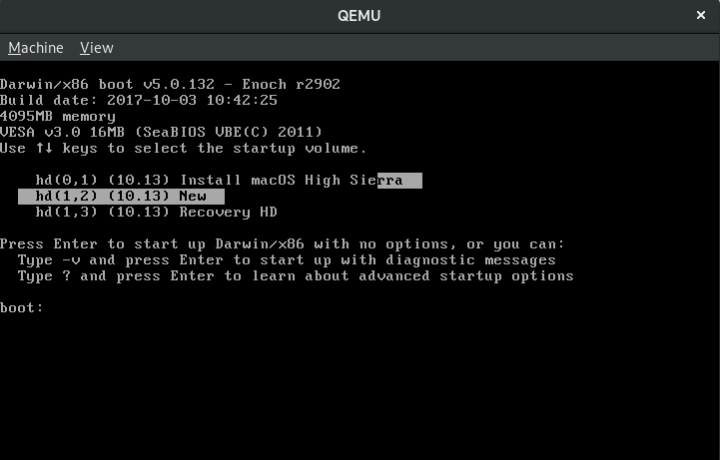 QEMU
Machine View
Darwin/x86 boot v5.0.132 - Enoch r2902
Build date: 2017-10-03 10:42:25
4095MB memory
VESA v3.0 16MB (SeaBIOS VBE(C) 2011)
Use ↑↓ keys to select the startup volume.
hd(0,1) (10.13) Install macOS High Sierra
hd(1,2) (10.13) New
hd(1,3) (10.13) Recovery HD
Press Enter to start up Darwin/x86 with no options, or you can:
Type -v and press Enter to start up with diagnostic messages
Type ? and press Enter to learn about advanced startup options
boot: